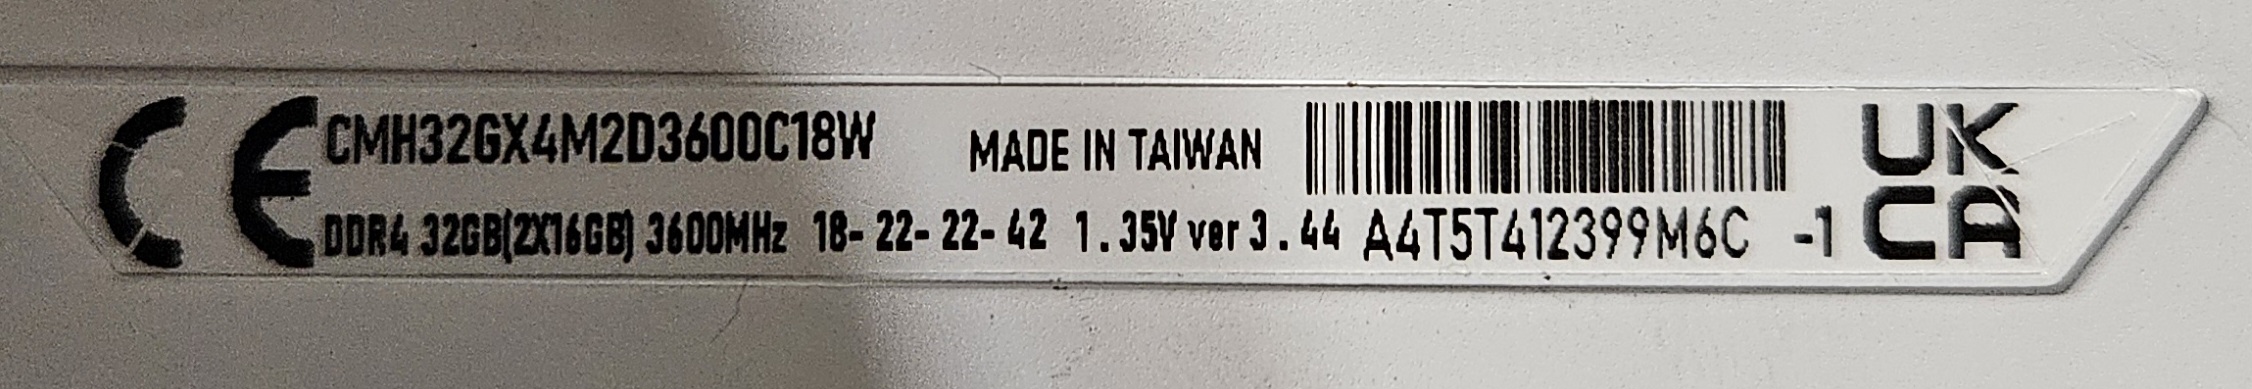 CE
CMH32GX4M2D3600C18W
MADE IN TAIWAN
DDR4 32GB(2X16GB) 3600MHz 18-22-22-42 1.35V ver 3.44
A4T5T412399M6C -1
UK
CA